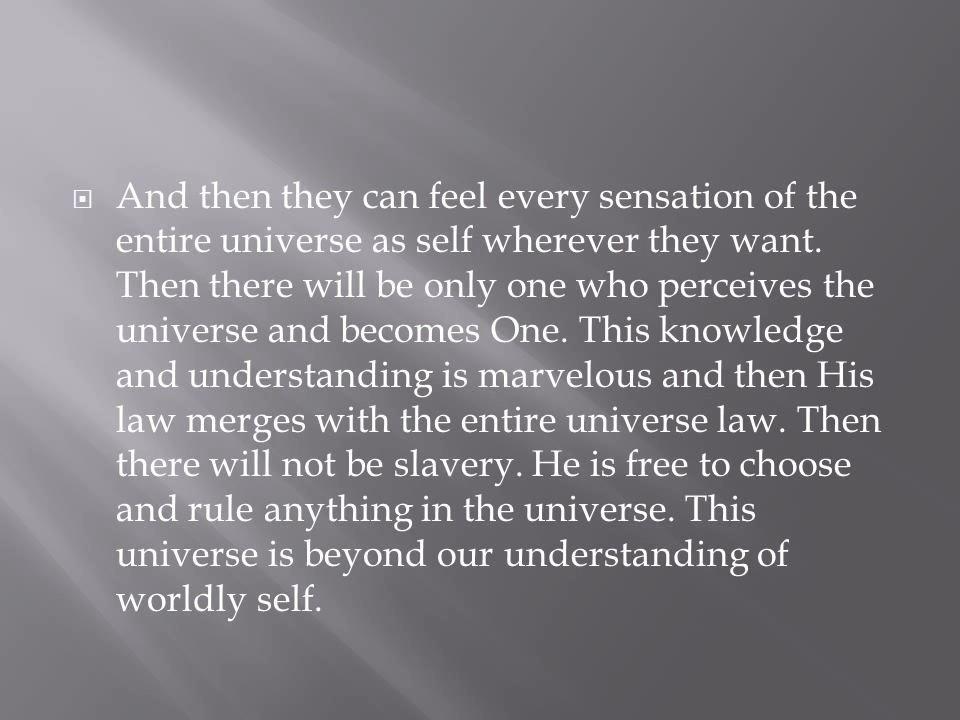 And then they can feel every sensation of the
entire universe as self wherever they want.
Then there will be only one who perceives the
universe and becomes One. This knowledge
and understanding is marvelous and then His
law merges with the entire universe law. Then
there will not be slavery. He is free to choose
and rule anything in the universe. This
universe is beyond our understanding of
worldly self.